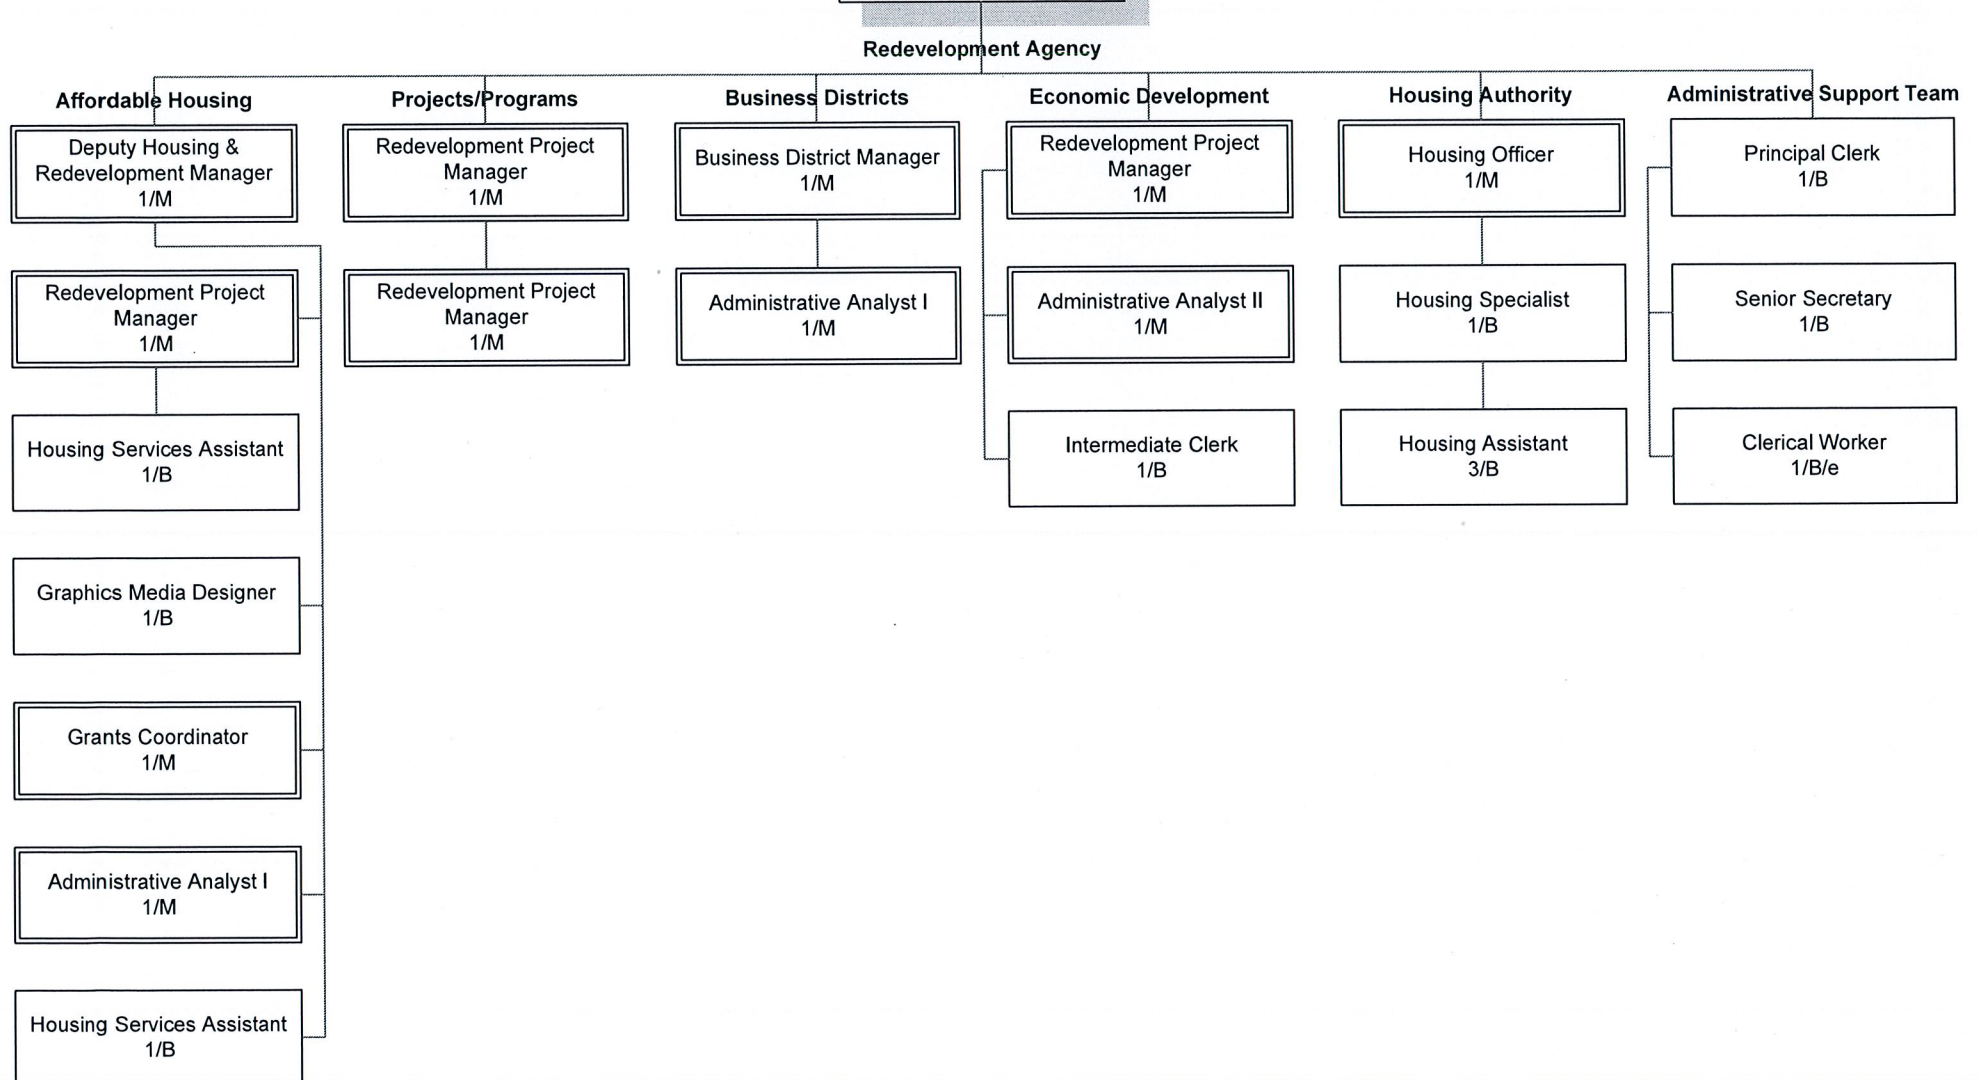 Redevelopment Agency
Affordable Housing
Deputy Housing &
Redevelopment Manager
1/M
Redevelopment Project
Manager
1/M
Housing Services Assistant
1/B
Graphics Media Designer
1/B
Grants Coordinator
1/M
Administrative Analyst I
1/M
Housing Services Assistant
1/B
Projects/Programs
Redevelopment Project
Manager
1/M
Redevelopment Project
Manager
1/M
Business Districts
Business District Manager
1/M
Administrative Analyst I
1/M
Economic Development
Redevelopment Project
Manager
1/M
Administrative Analyst II
1/M
Intermediate Clerk
1/B
Housing Authority
Housing Officer
1/M
Housing Specialist
1/B
Housing Assistant
3/B
Administrative Support Team
Principal Clerk
1/B
Senior Secretary
1/B
Clerical Worker
1/B/e